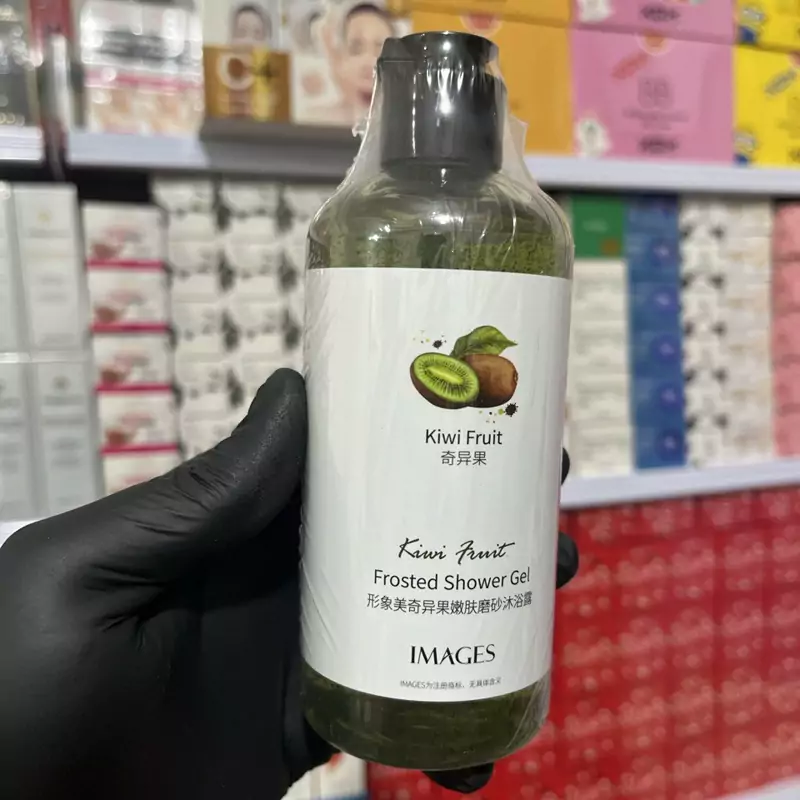 Kiwi Fruit
奇异果
Kiwi Fruit
Frosted Shower Gel
形象美奇异果嫩肤磨砂沐浴露
IMAGES
IMAGES为注册商标，无具体含义